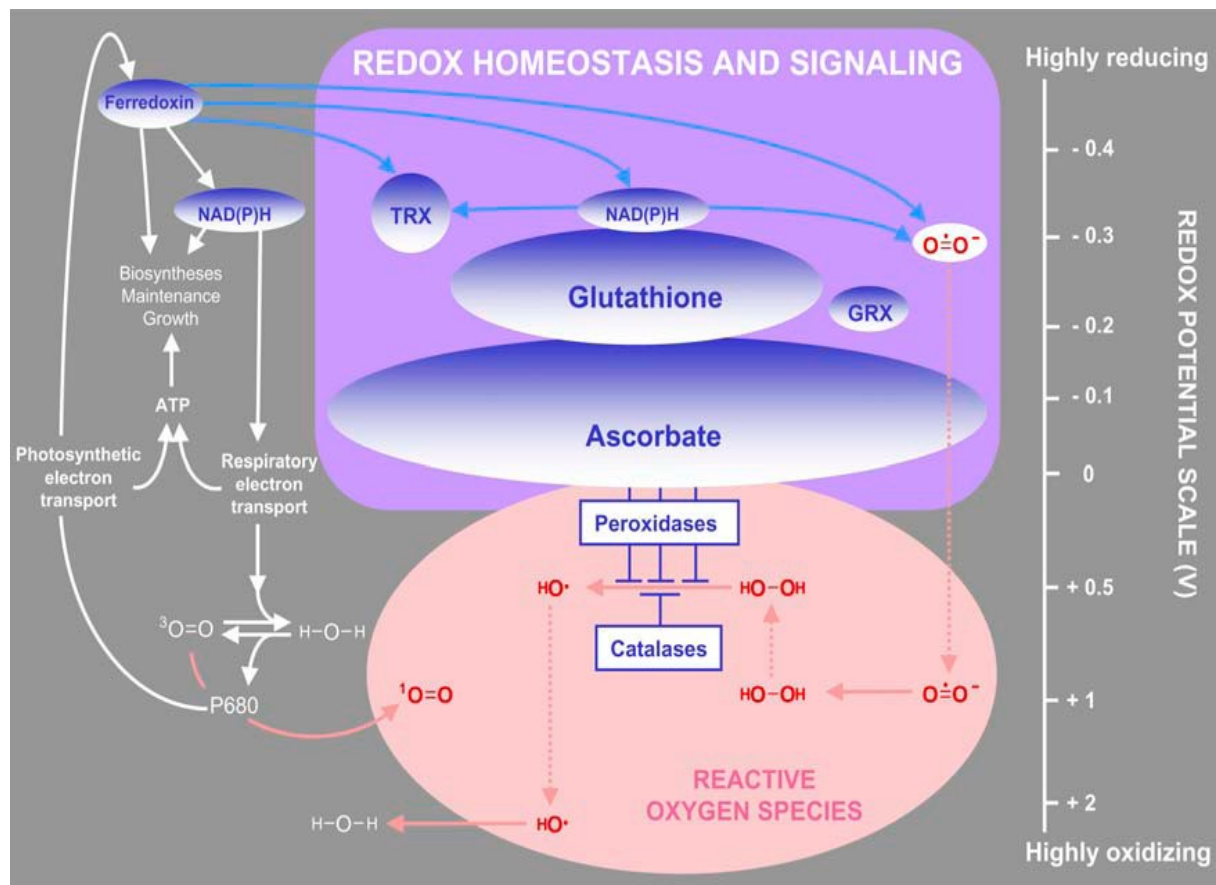 REDOX HOMEOSTASIS AND SIGNALING
Highly reducing
Ferredoxin
- 0.4
NAD(P)H
TRX
NAD(P)H
O∸O⁻
- 0.3
Biosyntheses
Maintenance
Growth
Glutathione
GRX
- 0.2
ATP
- 0.1
Ascorbate
Photosynthetic
electron
transport
Respiratory
electron
transport
0
Peroxidases
HO•
HO-OH
+ 0.5
³O=O
H-O-H
Catalases
P680
¹O=O
HO-OH
O∸O⁻
+ 1
REACTIVE
OXYGEN SPECIES
H-O-H
HO•
+ 2
Highly oxidizing
REDOX POTENTIAL SCALE (V)